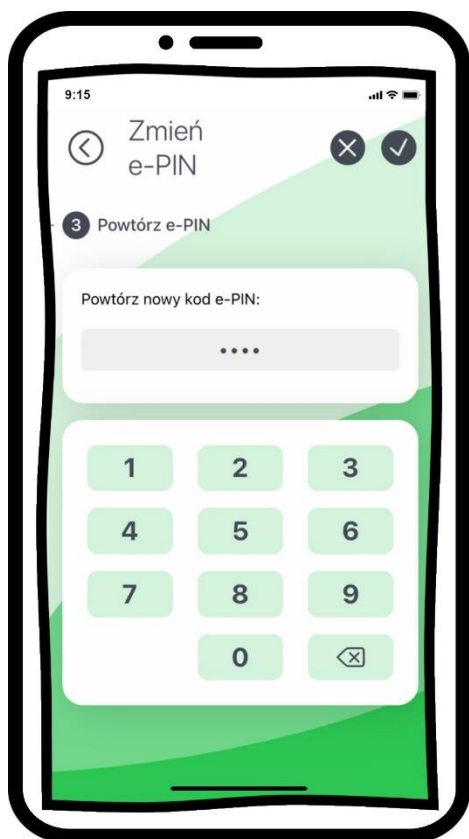 9:15
Zmień
e-PIN
3 Powtórz e-PIN
Powtórz nowy kod e-PIN:
••••
1 2 3
4 5 6
7 8 9
0